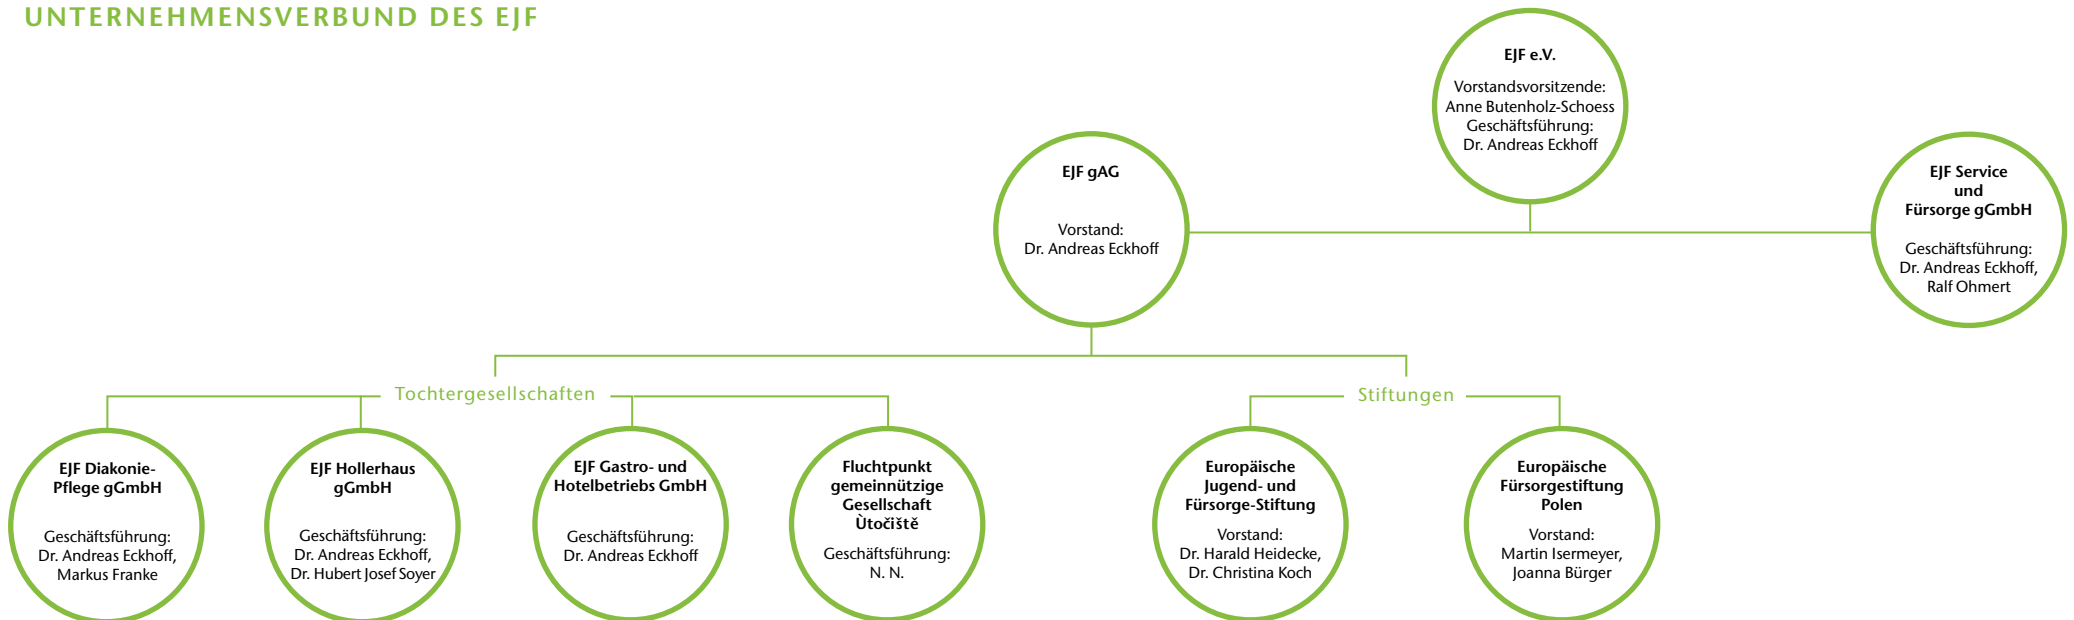 UNTERNEHMENSVERBUND DES EJF
EJF e.V.
Vorstandsvorsitzende:
Anne Butenholz-Schoess
Geschäftsführung:
Dr. Andreas Eckhoff
EJF gAG
Vorstand:
Dr. Andreas Eckhoff
EJF Service
und
Fürsorge gGmbH
Geschäftsführung:
Dr. Andreas Eckhoff,
Ralf Ohmert
Tochtergesellschaften
Stiftungen
EJF Diakonie-
Pflege gGmbH
Geschäftsführung:
Dr. Andreas Eckhoff,
Markus Franke
EJF Hollerhaus
gGmbH
Geschäftsführung:
Dr. Andreas Eckhoff,
Dr. Hubert Josef Soyer
EJF Gastro- und
Hotelbetriebs GmbH
Geschäftsführung:
Dr. Andreas Eckhoff
Fluchtpunkt
gemeinnützige
Gesellschaft
Ùtočiště
Geschäftsführung:
N. N.
Europäische
Jugend- und
Fürsorge-Stiftung
Vorstand:
Dr. Harald Heidecke,
Dr. Christina Koch
Europäische
Fürsorgestiftung
Polen
Vorstand:
Martin Isermeyer,
Joanna Bürger